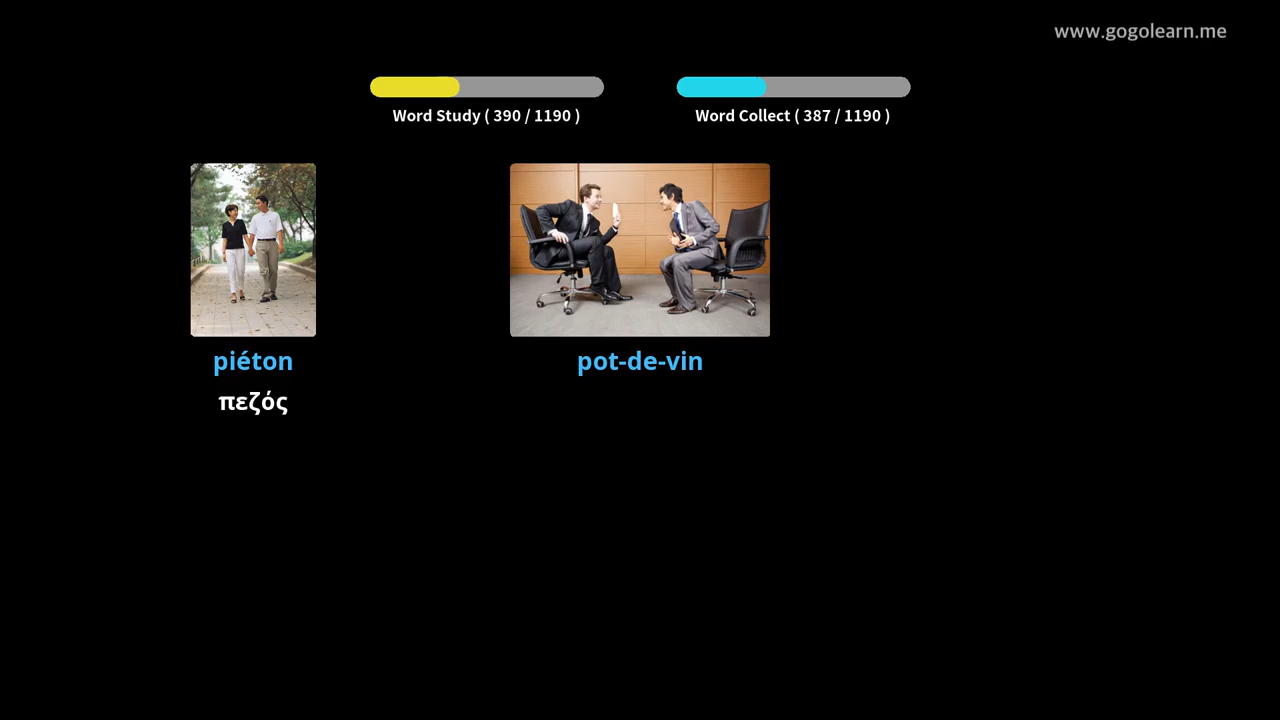 www.gogolearn.me
Word Study ( 390 / 1190 )
Word Collect ( 387 / 1190 )
piéton
πεζός
pot-de-vin